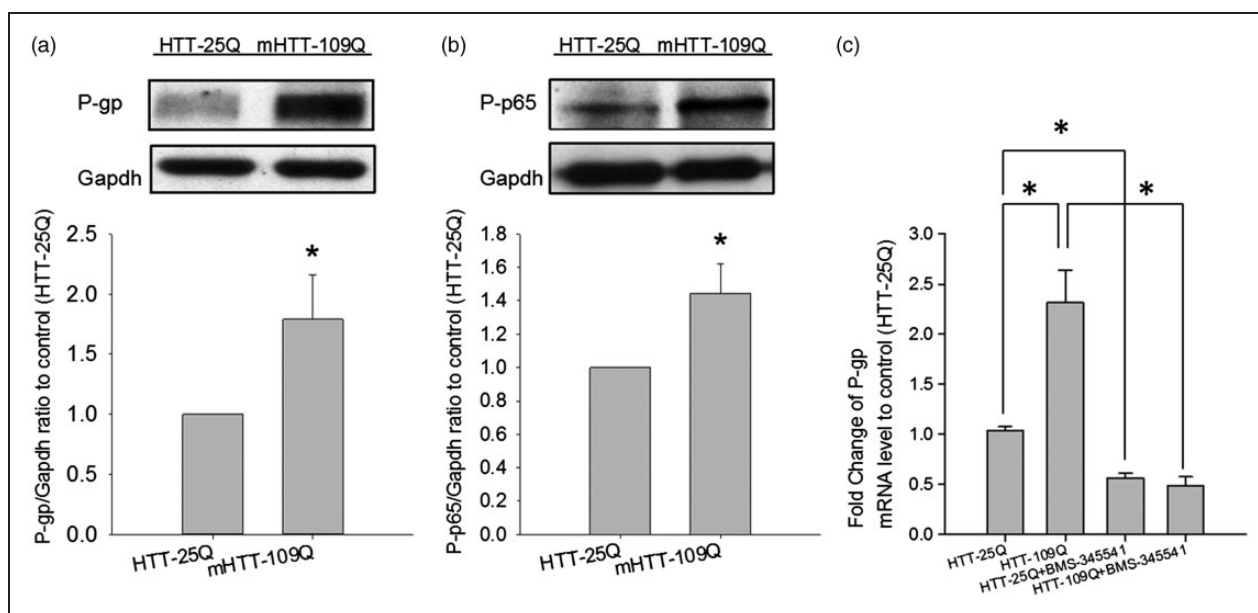 (a)
HTT-25Q mHTT-109Q
P-gp
Gapdh
P-gp/Gapdh ratio to control (HTT-25Q)
2.5
2.0
1.5
1.0
0.5
0.0
*
HTT-25Q
mHTT-109Q
(b)
HTT-25Q mHTT-109Q
P-p65
Gapdh
P-p65/Gapdh ratio to control (HTT-25Q)
1.8
1.6
1.4
1.2
1.0
0.8
0.6
0.4
0.2
0.0
*
HTT-25Q
mHTT-109Q
(c)
*
*
*
Fold Change of P-gp
mRNA level to control (HTT-25Q)
3.0
2.5
2.0
1.5
1.0
0.5
0.0
HTT-25Q
HTT-109Q
HTT-25Q+BMS-345541
HTT-109Q+BMS-345541